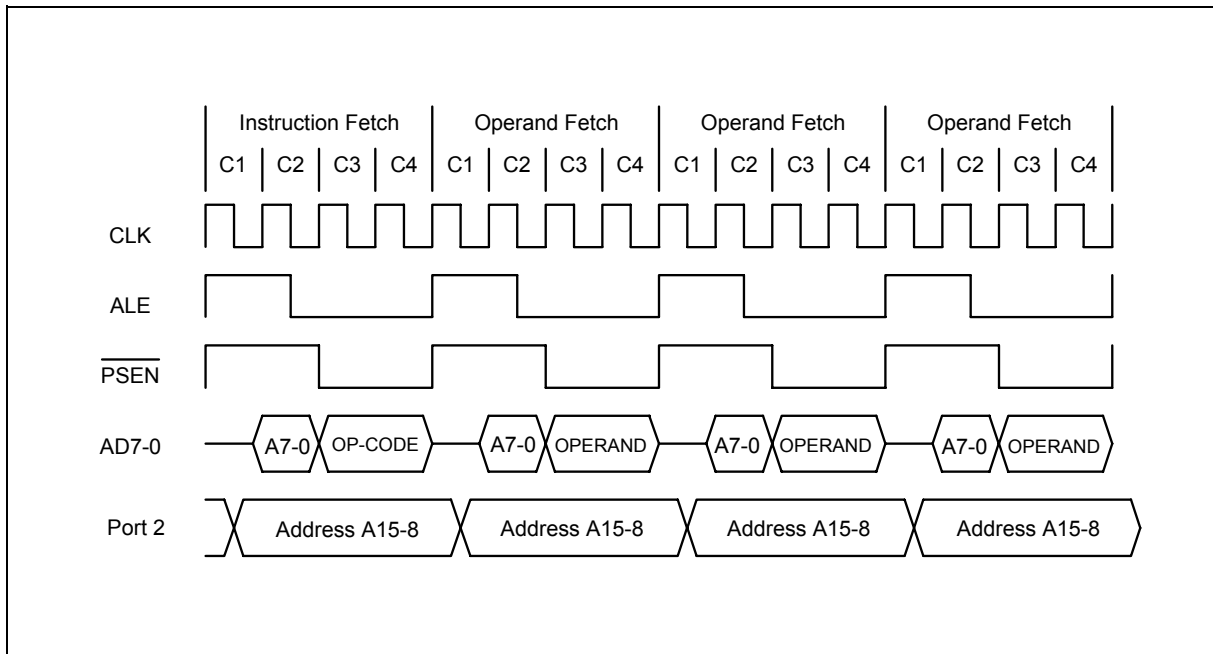 Instruction Fetch Operand Fetch Operand Fetch Operand Fetch
C1 C2 C3 C4 C1 C2 C3 C4 C1 C2 C3 C4 C1 C2 C3 C4
CLK
ALE
PSEN
AD7-0 A7-0 OP-CODE A7-0 OPERAND A7-0 OPERAND A7-0 OPERAND
Port 2 Address A15-8 Address A15-8 Address A15-8 Address A15-8